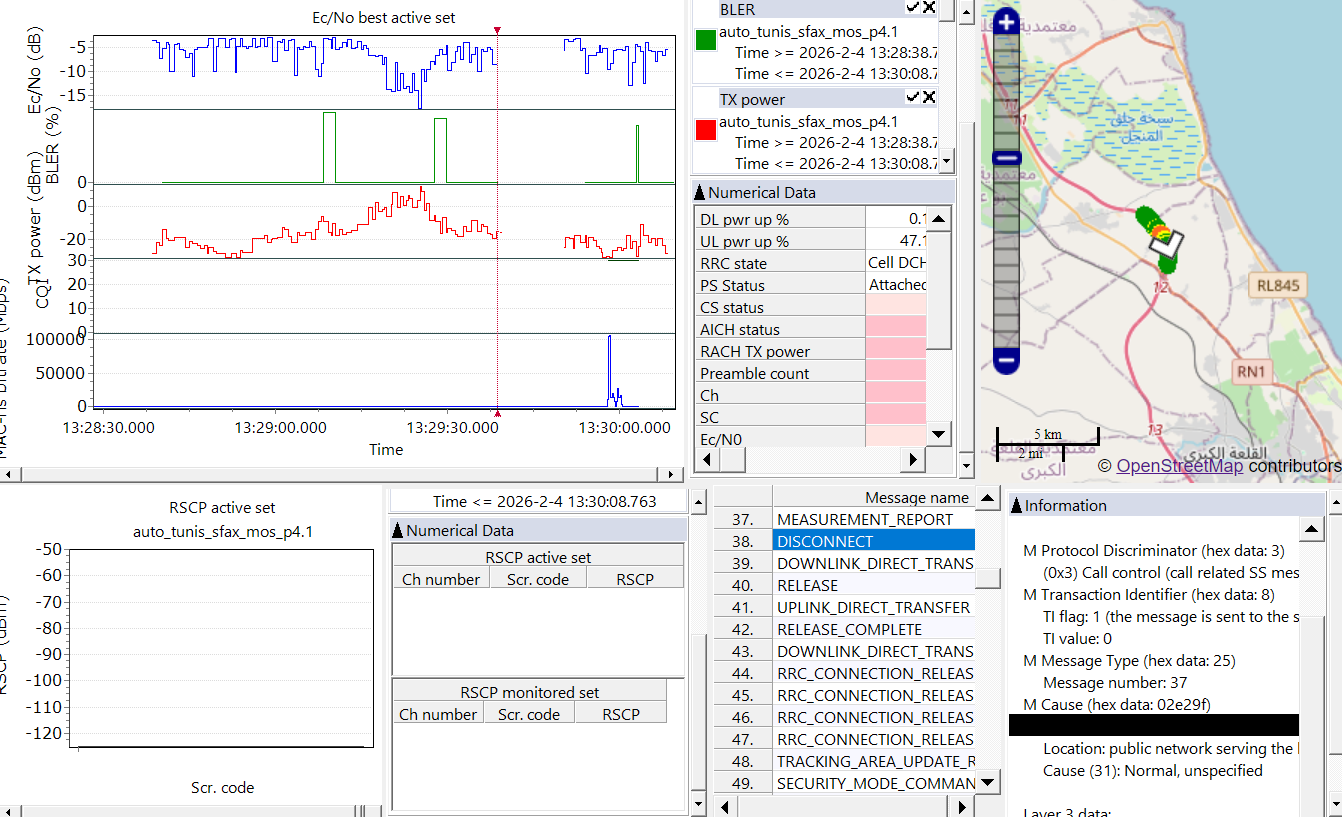 Ec/No best active set
Ec/No (dB)
-5
-10
-15
BLER (%)
0
TX power (dBm)
0
-20
CQI
30
20
10
0
100000
50000
0
13:28:30.000
13:29:00.000
13:29:30.000
13:30:00.000
Time
BLER
auto_tunis_sfax_mos_p4.1
Time >= 2026-2-4 13:28:38.7
Time <= 2026-2-4 13:30:08.7
TX power
auto_tunis_sfax_mos_p4.1
Time >= 2026-2-4 13:28:38.7
Time <= 2026-2-4 13:30:08.7
Numerical Data
DL pwr up % 0.1
UL pwr up % 47.1
RRC state Cell DCH
PS Status Attached
CS status
AICH status
RACH TX power
Preamble count
Ch
SC
Ec/N0
معتمدية
11
سبخة حلق
المنجل
12
RL845
RN1
13
القلعة الكبرى
الكبرى
5 km
2 mi
© OpenStreetMap contributors
RSCP active set
auto_tunis_sfax_mos_p4.1
RSCP (dBm)
-50
-60
-70
-80
-90
-100
-110
-120
Scr. code
Time <= 2026-2-4 13:30:08.763
Numerical Data
RSCP active set
Ch number Scr. code RSCP
RSCP monitored set
Ch number Scr. code RSCP
Message name
37. MEASUREMENT_REPORT
38. DISCONNECT
39. DOWNLINK_DIRECT_TRANS
40. RELEASE
41. UPLINK_DIRECT_TRANSFER
42. RELEASE_COMPLETE
43. DOWNLINK_DIRECT_TRANS
44. RRC_CONNECTION_RELEAS
45. RRC_CONNECTION_RELEAS
46. RRC_CONNECTION_RELEAS
47. RRC_CONNECTION_RELEAS
48. TRACKING_AREA_UPDATE_R
49. SECURITY_MODE_COMMAN
Information
M Protocol Discriminator (hex data: 3)
(0x3) Call control (call related SS mes
M Transaction Identifier (hex data: 8)
TI flag: 1 (the message is sent to the s
TI value: 0
M Message Type (hex data: 25)
Message number: 37
M Cause (hex data: 02e29f)
Location: public network serving the
Cause (31): Normal, unspecified
Layer 3 data: